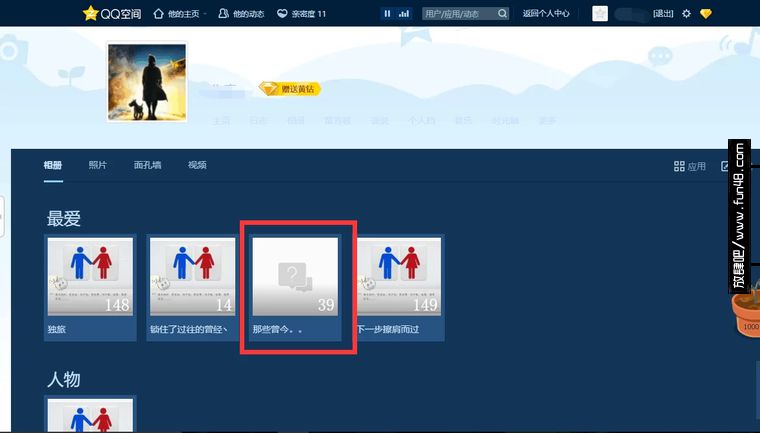 QQ空间 他的主页 他的动态 亲密度 11 用户/应用/动态 返回个人中心 [退出]
赠送黄钻
主页 日志 相册 留言板 说说 个人档 音乐 时光轴 更多
相册 照片 面孔墙 视频 应用
放肆吧/www.fun48.com
最爱
148 14 39 149
独旅 锁住了过往的曾经丶 那些曾今。。 下一步擦肩而过
1000
人物